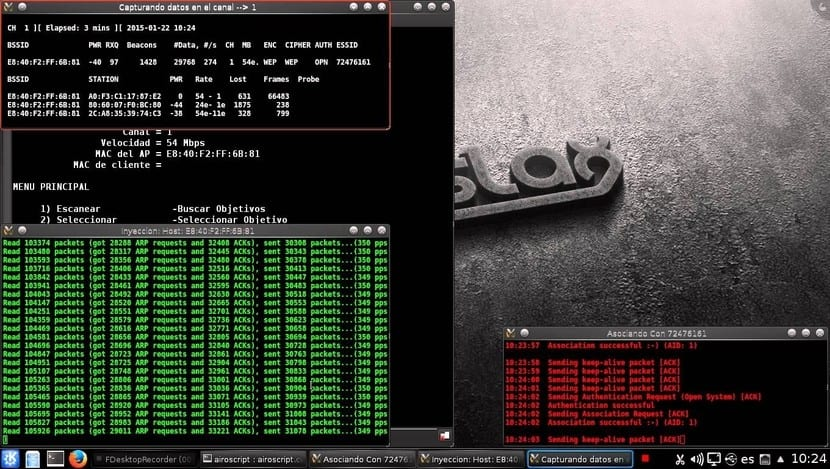 Capturando datos en el canal --> 1
CH 1 ][ Elapsed: 3 mins ][ 2015-01-22 10:24
BSSID PWR RXQ Beacons #Data, #/s CH MB ENC CIPHER AUTH ESSID
E8:40:F2:FF:6B:81 -40 97 1428 29768 274 1 54e. WEP WEP OPN 72476161
BSSID STATION PWR Rate Lost Frames Probe
E8:40:F2:FF:6B:81 A0:F3:C1:17:87:E2 0 54 - 1 631 66483
E8:40:F2:FF:6B:81 80:60:07:F0:BC:80 -44 24e- 1e 1875 238
E8:40:F2:FF:6B:81 2C:A8:35:39:74:C3 -38 54e-11e 328 799
Canal = 1
Velocidad = 54 Mbps
MAC del AP = E8:40:F2:FF:6B:81
MAC de cliente =
MENU PRINCIPAL
1) Escanear -Buscar Objetivos
2) Seleccionar -Seleccionar Objetivo
Inyeccion: Host: E8:40:F2:FF:6B:81
Read 103374 packets (got 28288 ARP requests and 32408 ACKs), sent 30308 packets...(350 pps
Read 103480 packets (got 28317 ARP requests and 32445 ACKs), sent 30343 packets...(350 pps
Read 103593 packets (got 28356 ARP requests and 32480 ACKs), sent 30378 packets...(350 pps
Read 103716 packets (got 28406 ARP requests and 32516 ACKs), sent 30413 packets...(350 pps
Read 103842 packets (got 28433 ARP requests and 32560 ACKs), sent 30447 packets...(349 pps
Read 103941 packets (got 28461 ARP requests and 32595 ACKs), sent 30483 packets...(350 pps
Read 104043 packets (got 28492 ARP requests and 32630 ACKs), sent 30518 packets...(350 pps
Read 104147 packets (got 28520 ARP requests and 32665 ACKs), sent 30553 packets...(350 pps
Read 104251 packets (got 28551 ARP requests and 32701 ACKs), sent 30588 packets...(350 pps
Read 104359 packets (got 28579 ARP requests and 32736 ACKs), sent 30623 packets...(349 pps
Read 104469 packets (got 28616 ARP requests and 32771 ACKs), sent 30658 packets...(349 pps
Read 104581 packets (got 28656 ARP requests and 32805 ACKs), sent 30694 packets...(350 pps
Read 104696 packets (got 28696 ARP requests and 32840 ACKs), sent 30728 packets...(349 pps
Read 104847 packets (got 28723 ARP requests and 32861 ACKs), sent 30763 packets...(349 pps
Read 104951 packets (got 28725 ARP requests and 32904 ACKs), sent 30798 packets...(349 pps
Read 105107 packets (got 28748 ARP requests and 32961 ACKs), sent 30833 packets...(349 pps
Read 105263 packets (got 28806 ARP requests and 33001 ACKs), sent 30868 packets...(349 pps
Read 105365 packets (got 28836 ARP requests and 33036 ACKs), sent 30904 packets...(350 pps
Read 105465 packets (got 28865 ARP requests and 33071 ACKs), sent 30939 packets...(350 pps
Read 105590 packets (got 28920 ARP requests and 33105 ACKs), sent 30973 packets...(349 pps
Read 105695 packets (got 28952 ARP requests and 33141 ACKs), sent 31008 packets...(349 pps
Read 105827 packets (got 28983 ARP requests and 33186 ACKs), sent 31043 packets...(349 pps
Read 105926 packets (got 29011 ARP requests and 33221 ACKs), sent 31078 packets...(349 pps
slax
Asociando Con 72476161
10:23:57 Association successful :-) (AID: 1)
10:23:58 Sending keep-alive packet [ACK]
10:23:59 Sending keep-alive packet [ACK]
10:24:00 Sending keep-alive packet [ACK]
10:24:01 Sending keep-alive packet [ACK]
10:24:02 Sending Authentication Request (Open System) [ACK]
10:24:02 Authentication successful
10:24:02 Sending Association Request [ACK]
10:24:02 Association successful :-) (AID: 1)
10:24:03 Sending keep-alive packet [ACK]
FDesktopRecorder (00
airoscript : airoscript.
Asociando Con 72476
Inyeccion: Host: E8:40
Capturando datos en
es
10:24